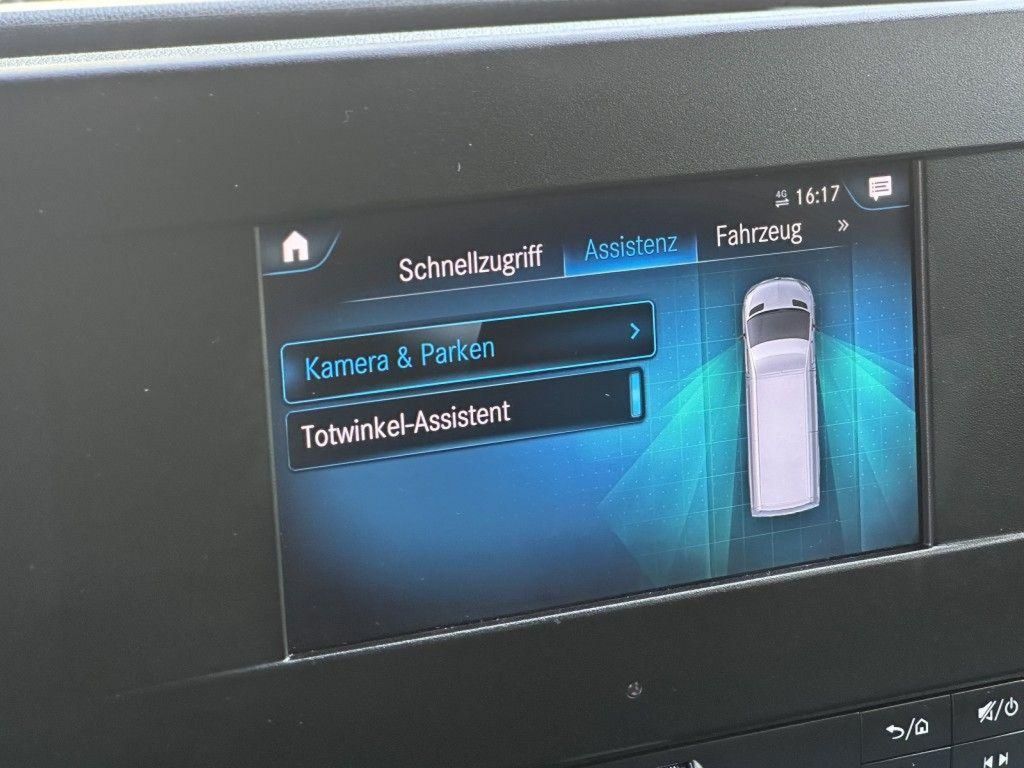 4G 16:17
Schnellzugriff Assistenz Fahrzeug »
Kamera & Parken
Totwinkel-Assistent